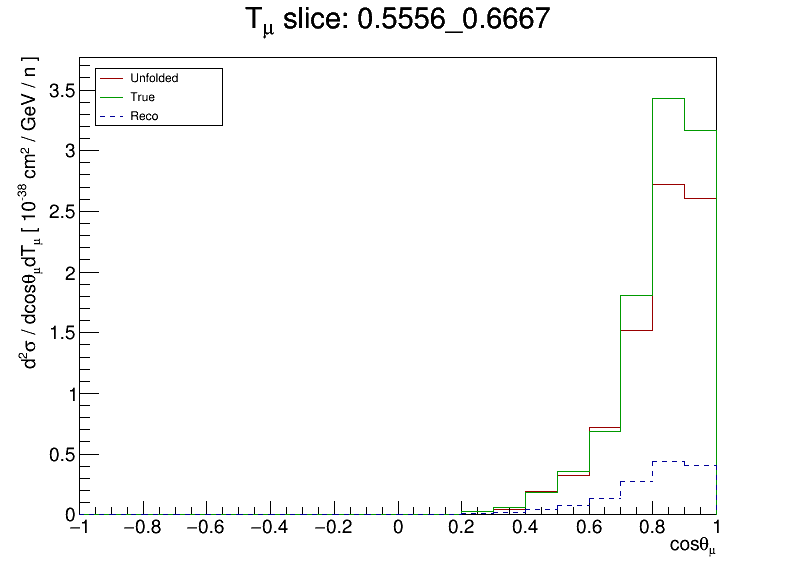 Tμ slice: 0.5556_0.6667
d²σ / dcosθμdTμ [ 10⁻³⁸ cm² / GeV / n ]
Unfolded
True
Reco
3.5
3
2.5
2
1.5
1
0.5
0
−1 −0.8 −0.6 −0.4 −0.2 0 0.2 0.4 0.6 0.8 1
cosθμ